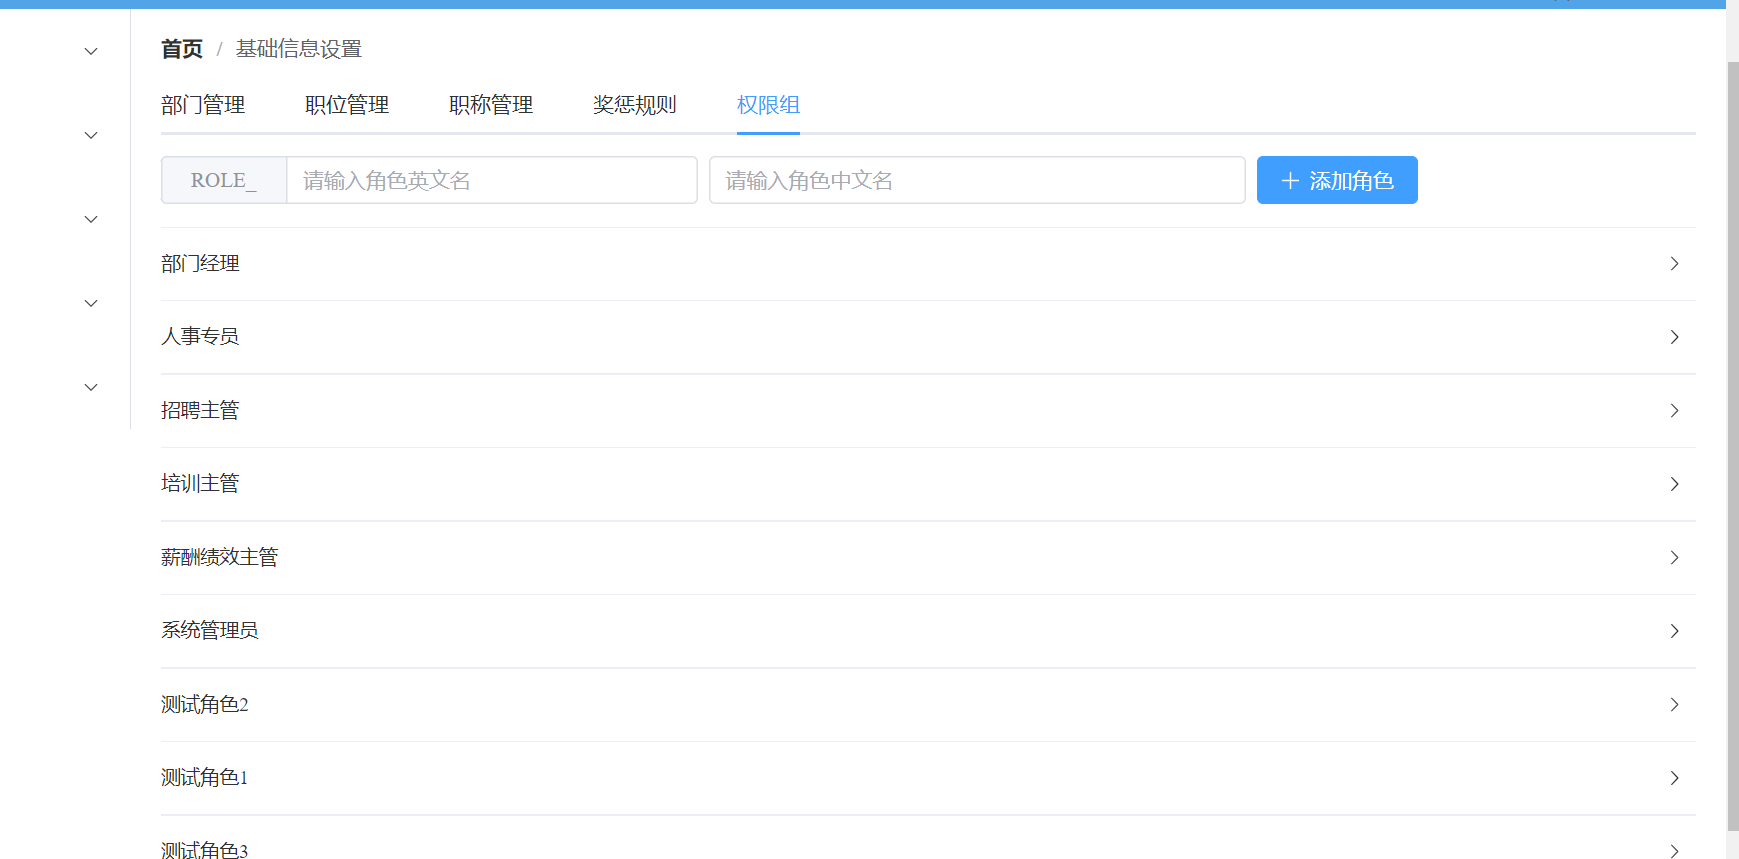 首页 / 基础信息设置
部门管理 职位管理 职称管理 奖惩规则 权限组
ROLE_ 请输入角色英文名 请输入角色中文名 添加角色
部门经理
人事专员
招聘主管
培训主管
薪酬绩效主管
系统管理员
测试角色2
测试角色1
测试角色3